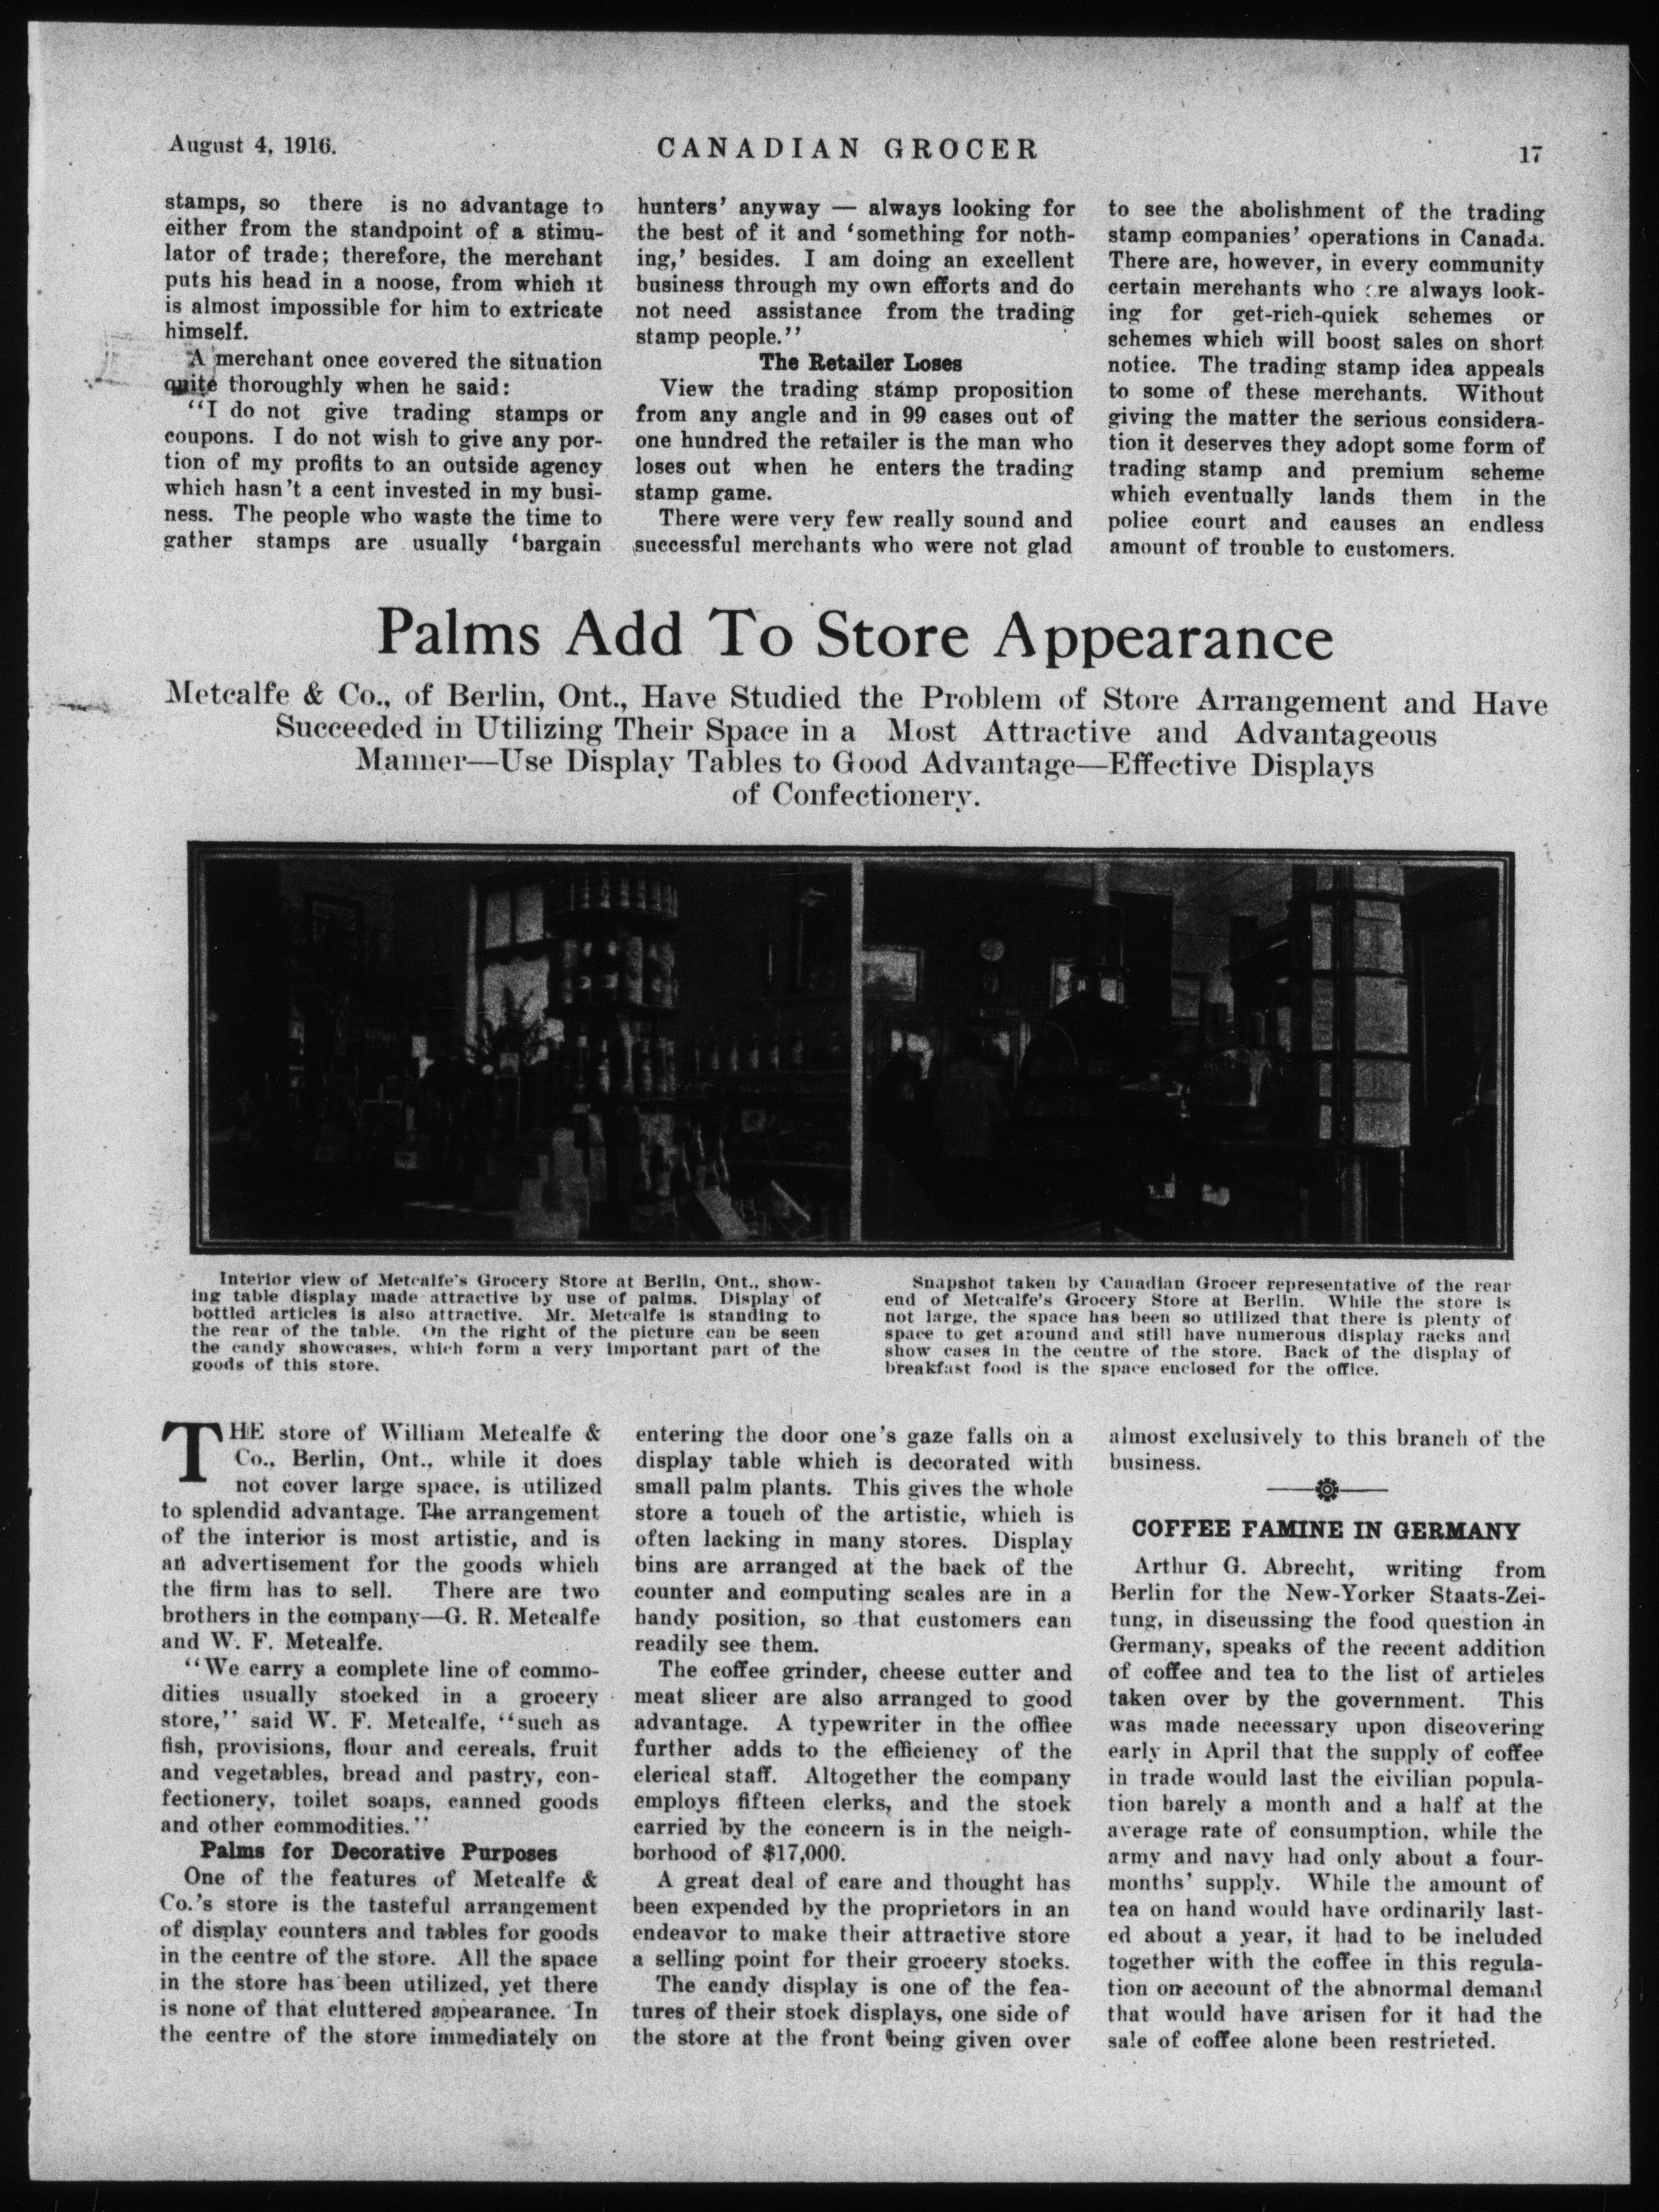 August 4, 1916.
CANADIAN GROCER
17
stamps, so there is no advantage to
either from the standpoint of a stimu-
lator of trade; therefore, the merchant
puts his head in a noose, from which it
is almost impossible for him to extricate
himself.
A merchant once covered the situation
quite thoroughly when he said:
"I do not give trading stamps or
coupons. I do not wish to give any por-
tion of my profits to an outside agency
which hasn't a cent invested in my busi-
ness. The people who waste the time to
gather stamps are usually 'bargain
hunters' anyway — always looking for
the best of it and 'something for noth-
ing,' besides. I am doing an excellent
business through my own efforts and do
not need assistance from the trading
stamp people."
The Retailer Loses
View the trading stamp proposition
from any angle and in 99 cases out of
one hundred the retailer is the man who
loses out when he enters the trading
stamp game.
There were very few really sound and
successful merchants who were not glad
to see the abolishment of the trading
stamp companies' operations in Canada.
There are, however, in every community
certain merchants who are always look-
ing for get-rich-quick schemes or
schemes which will boost sales on short
notice. The trading stamp idea appeals
to some of these merchants. Without
giving the matter the serious considera-
tion it deserves they adopt some form of
trading stamp and premium scheme
which eventually lands them in the
police court and causes an endless
amount of trouble to customers.
Palms Add To Store Appearance
Metcalfe & Co., of Berlin, Ont., Have Studied the Problem of Store Arrangement and Have
Succeeded in Utilizing Their Space in a Most Attractive and Advantageous
Manner—Use Display Tables to Good Advantage—Effective Displays
of Confectionery.
Interior view of Metcalfe's Grocery Store at Berlin, Ont., show-
ing table display made attractive by use of palms. Display of
bottled articles is also attractive. Mr. Metcalfe is standing to
the rear of the table. On the right of the picture can be seen
the candy showcases, which form a very important part of the
goods of this store.
Snapshot taken by Canadian Grocer representative of the rear
end of Metcalfe's Grocery Store at Berlin. While the store is
not large, the space has been so utilized that there is plenty of
space to get around and still have numerous display racks and
show cases in the centre of the store. Back of the display of
breakfast food is the space enclosed for the office.
THE store of William Metcalfe &
Co., Berlin, Ont., while it does
not cover large space, is utilized
to splendid advantage. The arrangement
of the interior is most artistic, and is
an advertisement for the goods which
the firm has to sell. There are two
brothers in the company—G. R. Metcalfe
and W. F. Metcalfe.
"We carry a complete line of commo-
dities usually stocked in a grocery
store," said W. F. Metcalfe, "such as
fish, provisions, flour and cereals, fruit
and vegetables, bread and pastry, con-
fectionery, toilet soaps, canned goods
and other commodities."
Palms for Decorative Purposes
One of the features of Metcalfe &
Co.'s store is the tasteful arrangement
of display counters and tables for goods
in the centre of the store. All the space
in the store has been utilized, yet there
is none of that cluttered appearance. In
the centre of the store immediately on
entering the door one's gaze falls on a
display table which is decorated with
small palm plants. This gives the whole
store a touch of the artistic, which is
often lacking in many stores. Display
bins are arranged at the back of the
counter and computing scales are in a
handy position, so that customers can
readily see them.
The coffee grinder, cheese cutter and
meat slicer are also arranged to good
advantage. A typewriter in the office
further adds to the efficiency of the
clerical staff. Altogether the company
employs fifteen clerks, and the stock
carried by the concern is in the neigh-
borhood of $17,000.
A great deal of care and thought has
been expended by the proprietors in an
endeavor to make their attractive store
a selling point for their grocery stocks.
The candy display is one of the fea-
tures of their stock displays, one side of
the store at the front being given over
almost exclusively to this branch of the
business.
COFFEE FAMINE IN GERMANY
Arthur G. Abrecht, writing from
Berlin for the New-Yorker Staats-Zei-
tung, in discussing the food question in
Germany, speaks of the recent addition
of coffee and tea to the list of articles
taken over by the government. This
was made necessary upon discovering
early in April that the supply of coffee
in trade would last the civilian popula-
tion barely a month and a half at the
average rate of consumption, while the
army and navy had only about a four-
months' supply. While the amount of
tea on hand would have ordinarily last-
ed about a year, it had to be included
together with the coffee in this regula-
tion on account of the abnormal demand
that would have arisen for it had the
sale of coffee alone been restricted.